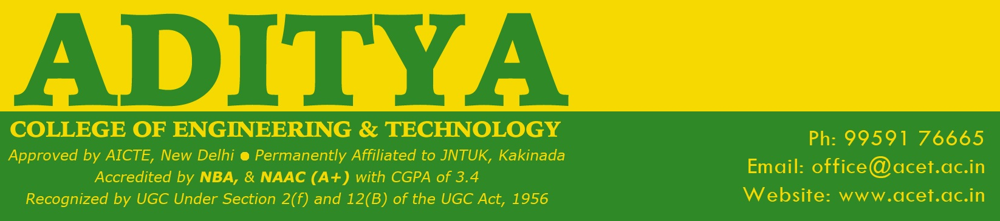 ADITYA
COLLEGE OF ENGINEERING & TECHNOLOGY
Approved by AICTE, New Delhi ● Permanently Affiliated to JNTUK, Kakinada
Accredited by NBA, & NAAC (A+) with CGPA of 3.4
Recognized by UGC Under Section 2(f) and 12(B) of the UGC Act, 1956
Ph: 99591 76665
Email: office@acet.ac.in
Website: www.acet.ac.in